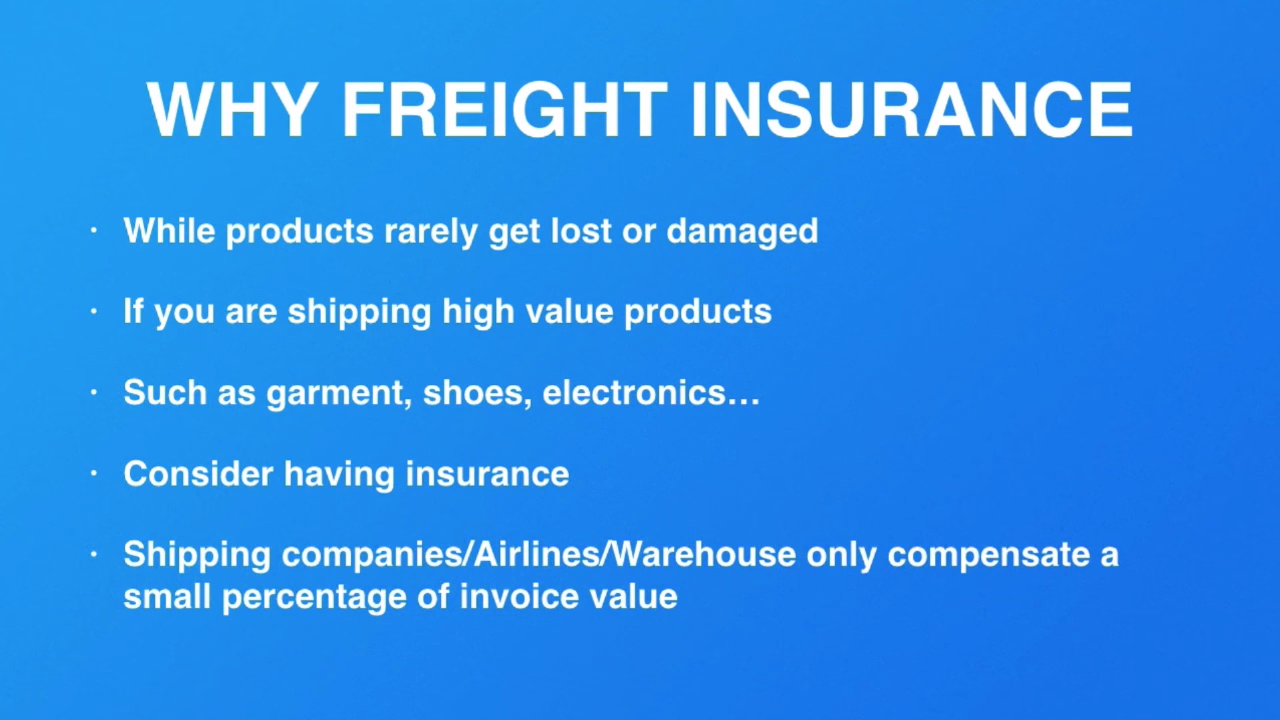 WHY FREIGHT INSURANCE
· While products rarely get lost or damaged
· If you are shipping high value products
· Such as garment, shoes, electronics…
· Consider having insurance
· Shipping companies/Airlines/Warehouse only compensate a
small percentage of invoice value